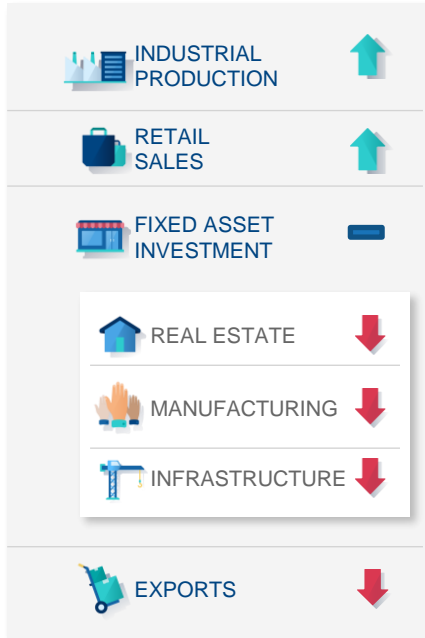 INDUSTRIAL
PRODUCTION
RETAIL
SALES
FIXED ASSET
INVESTMENT
REAL ESTATE
MANUFACTURING
INFRASTRUCTURE
EXPORTS